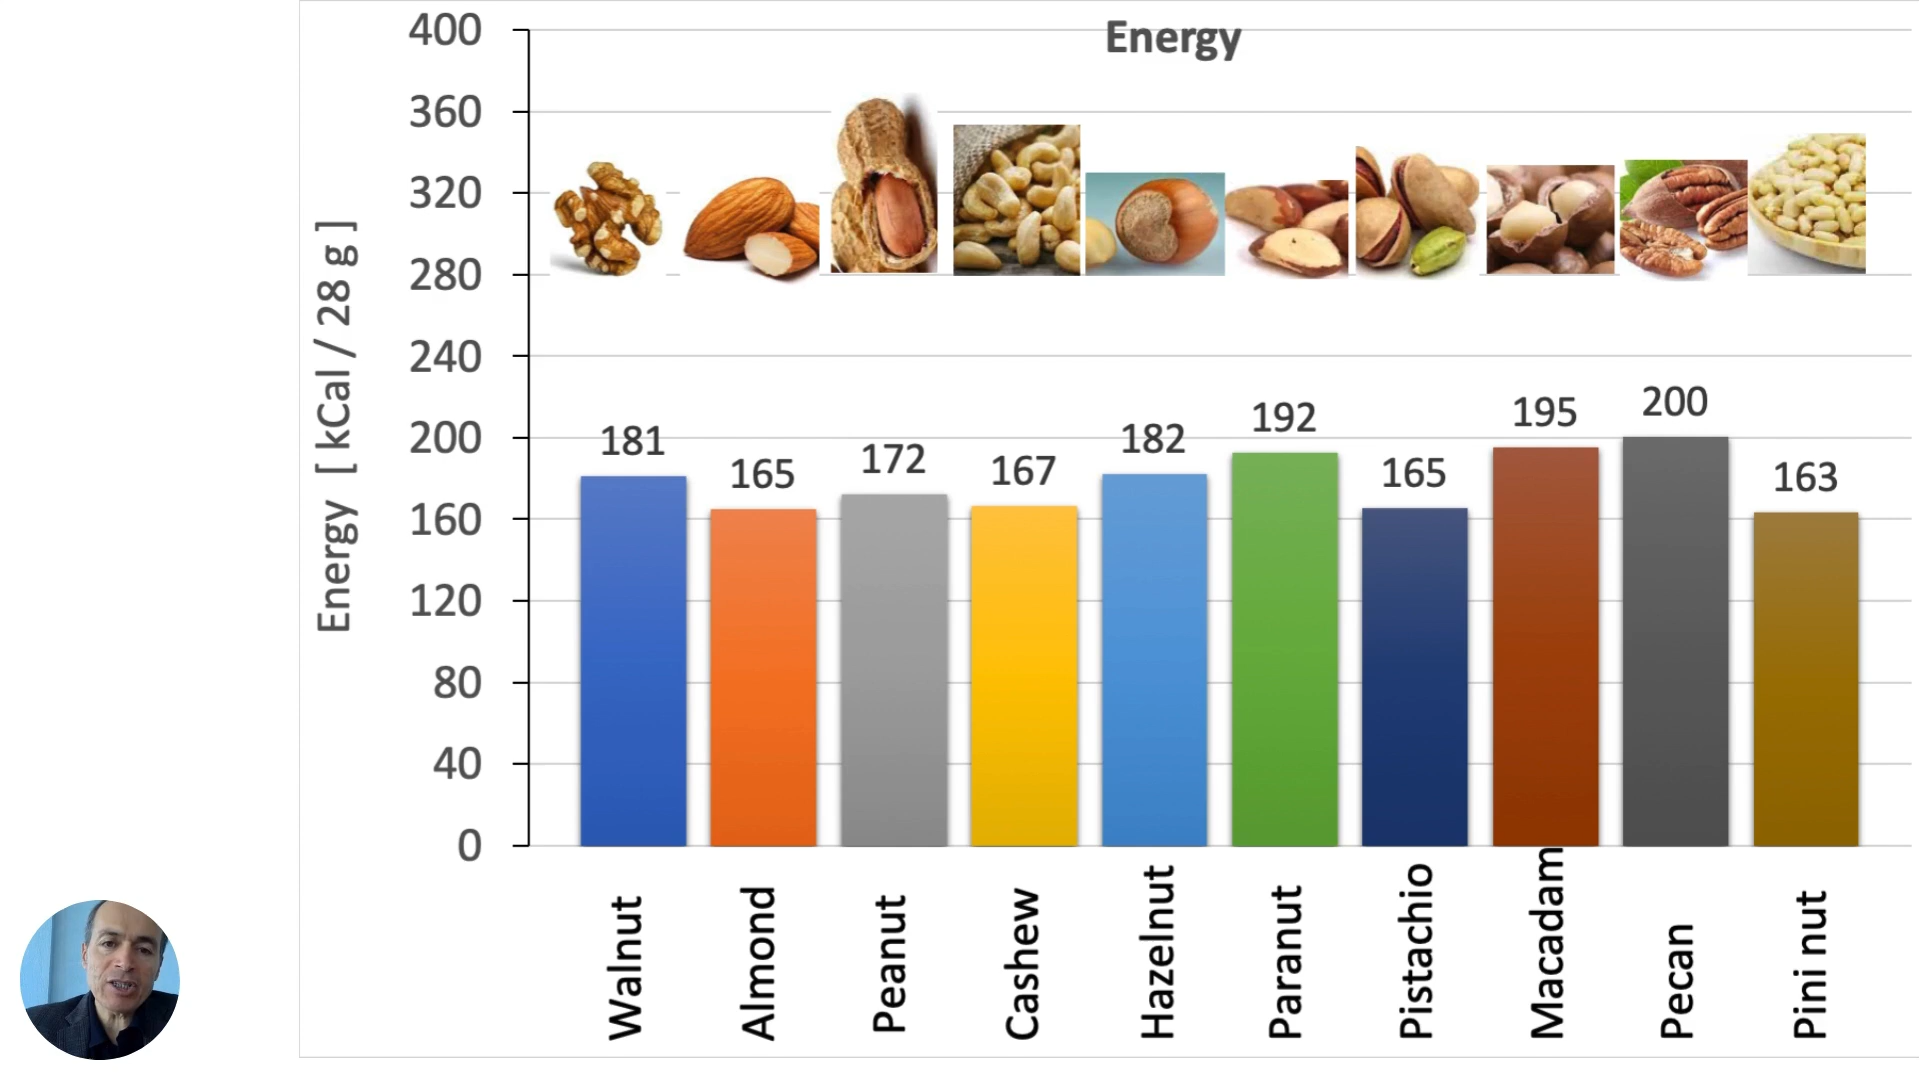 Energy
Energy [ kCal / 28 g ]
400
360
320
280
240
200
160
120
80
40
0
181
165
172
167
182
192
165
195
200
163
Walnut
Almond
Peanut
Cashew
Hazelnut
Paranut
Pistachio
Macadam
Pecan
Pini nut